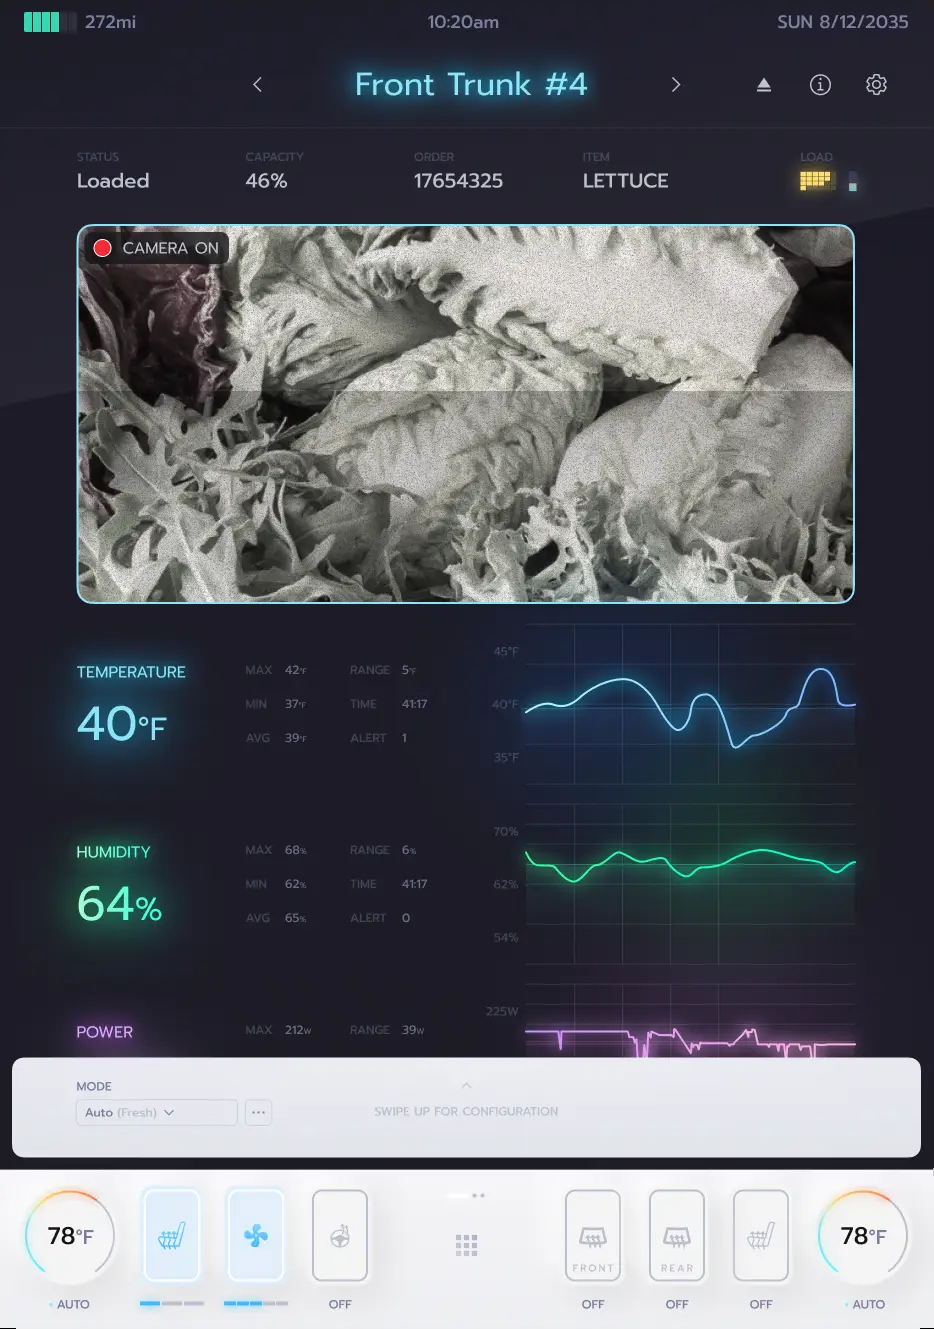 272mi 10:20am SUN 8/12/2035
Front Trunk #4
STATUS CAPACITY ORDER ITEM LOAD
Loaded 46% 17654325 LETTUCE
CAMERA ON
TEMPERATURE
40°F
MAX 42°F RANGE 5°F
MIN 37°F TIME 41:17
AVG 39°F ALERT 1
45°F
40°F
35°F
HUMIDITY
64%
MAX 68% RANGE 6%
MIN 62% TIME 41:17
AVG 65% ALERT 0
70%
62%
54%
POWER
MAX 212W RANGE 39W
225W
MODE
Auto (Fresh)
SWIPE UP FOR CONFIGURATION
78°F
AUTO
OFF
FRONT
OFF
REAR
OFF
OFF
78°F
AUTO